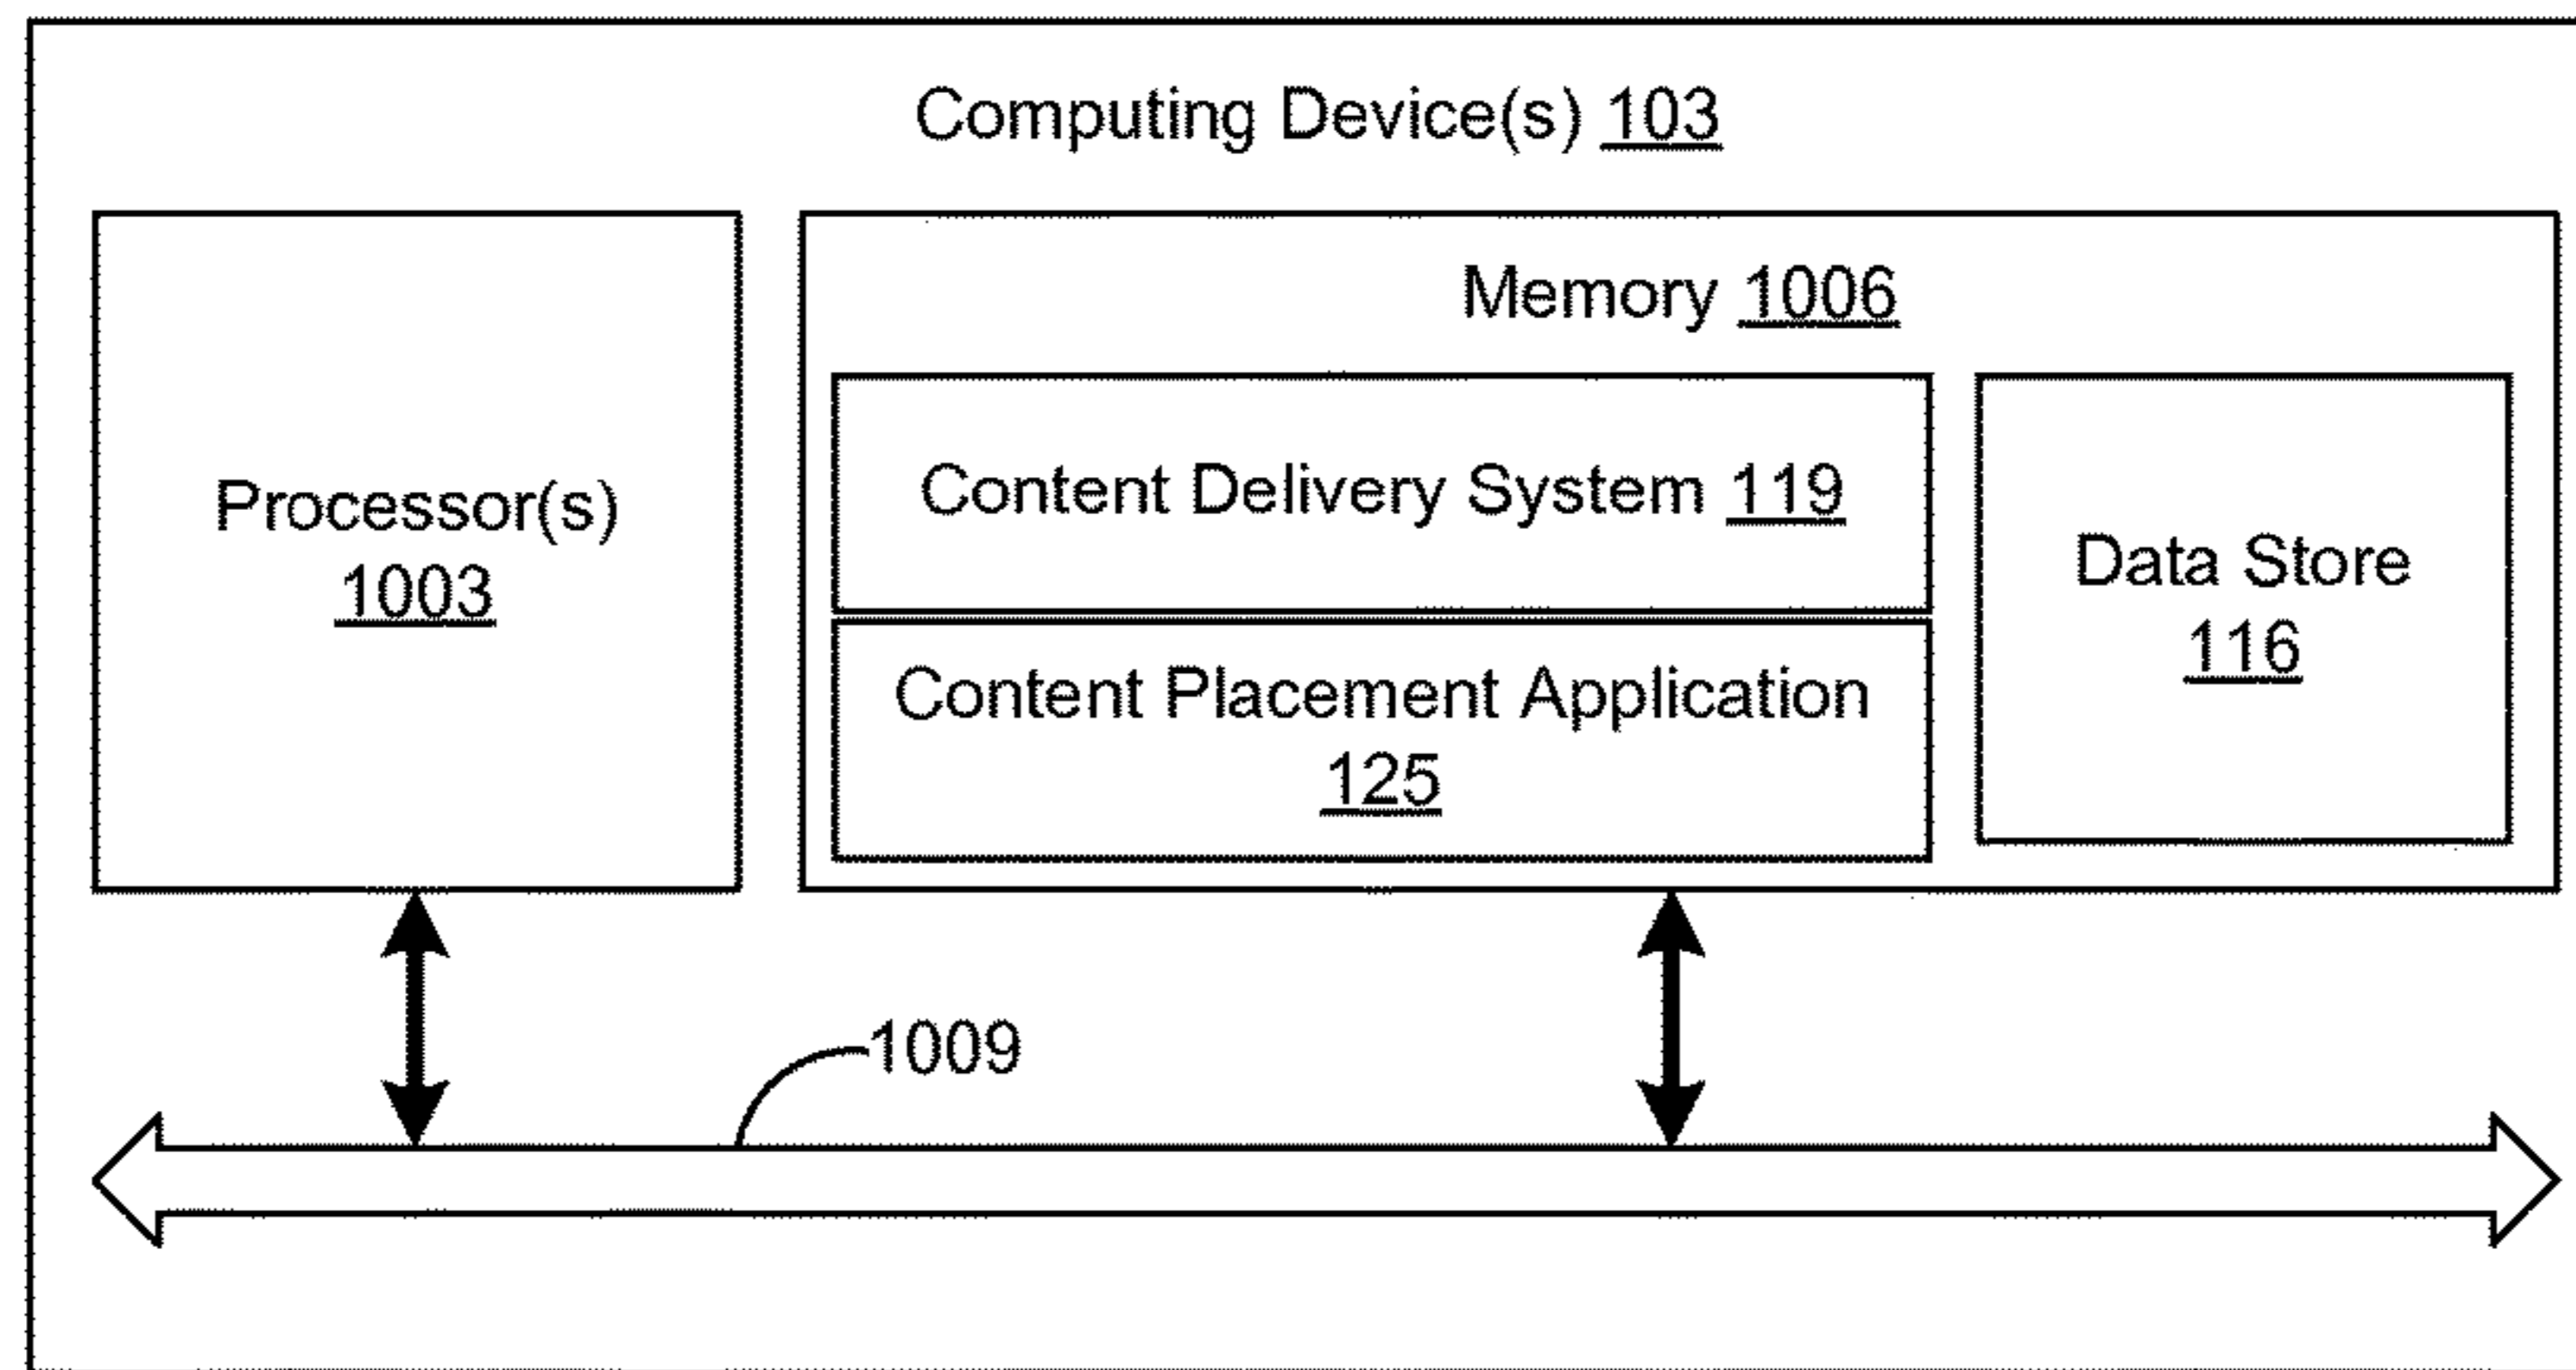 Computing Device(s) 103
Processor(s)
1003
Memory 1006
Content Delivery System 119
Content Placement Application
125
Data Store
116
1009